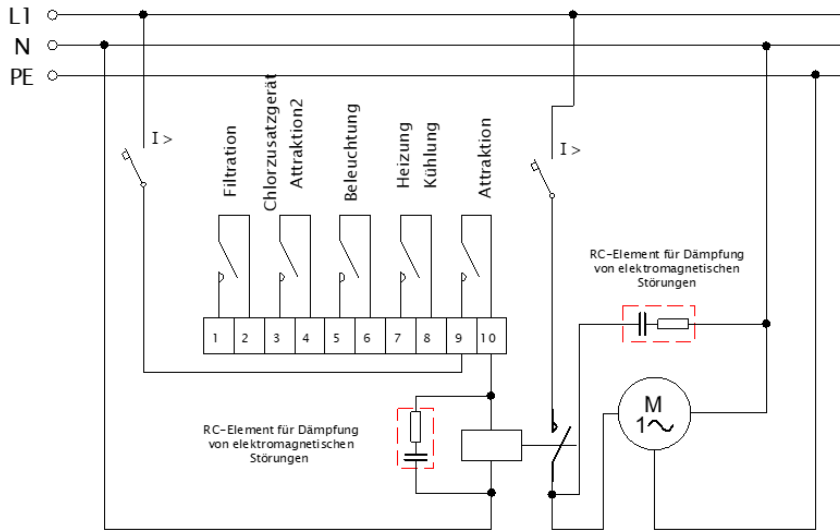 L1
N
PE
I >
I >
Filtration
Chlorzusatzgerät
Attraktion2
Beleuchtung
Heizung
Kühlung
Attraktion
RC-Element für Dämpfung
von elektromagnetischen
Störungen
1 2 3 4 5 6 7 8 9 10
RC-Element für Dämpfung
von elektromagnetischen
Störungen
M
1~